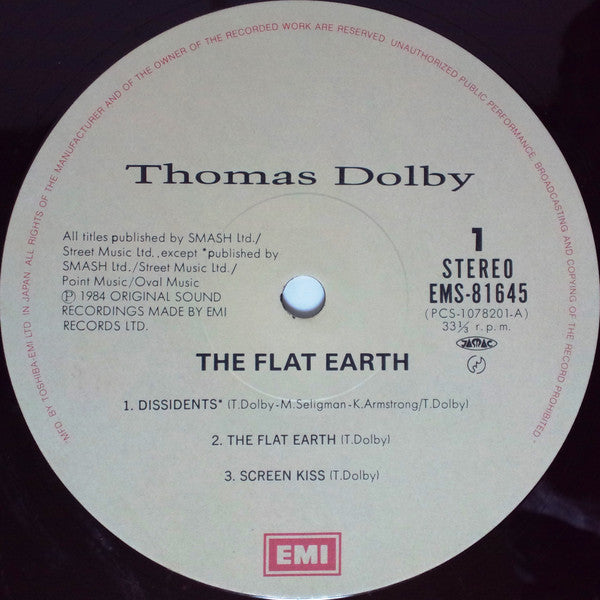 "MFD. BY TOSHIBA-EMI LTD. IN JAPAN. ALL RIGHTS OF THE MANUFACTURER AND OF THE OWNER OF THE RECORDED WORK ARE RESERVED. UNAUTHORIZED PUBLIC PERFORMANCE, BROADCASTING AND COPYING OF THE RECORD PROHIBITED."
Thomas Dolby
All titles published by SMASH Ltd./
Street Music Ltd., except *published by
SMASH Ltd./Street Music Ltd./
Point Music/Oval Music
Ⓟ 1984 ORIGINAL SOUND
RECORDINGS MADE BY EMI
RECORDS LTD.
1
STEREO
EMS-81645
(PCS-1078201-A)
33⅓ r.p.m.
JASRAC
THE FLAT EARTH
1. DISSIDENTS* (T.Dolby-M.Seligman-K.Armstrong/T.Dolby)
2. THE FLAT EARTH (T.Dolby)
3. SCREEN KISS (T.Dolby)
EMI